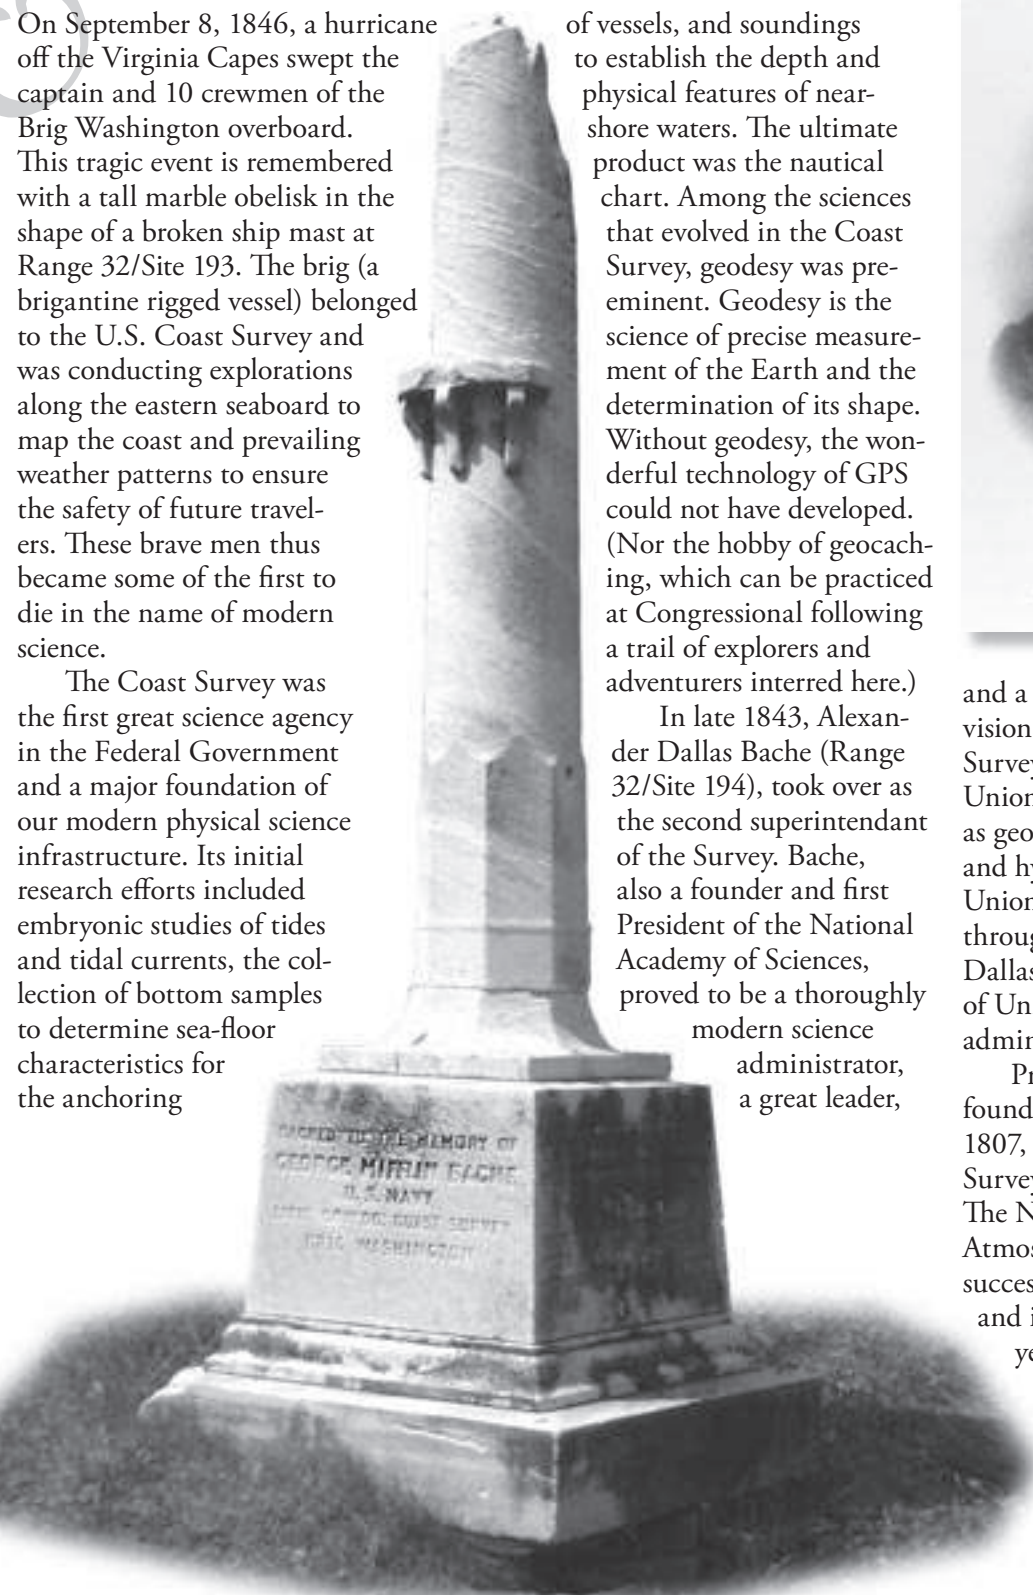 On September 8, 1846, a hurricane
off the Virginia Capes swept the
captain and 10 crewmen of the
Brig Washington overboard.
This tragic event is remembered
with a tall marble obelisk in the
shape of a broken ship mast at
Range 32/Site 193. The brig (a
brigantine rigged vessel) belonged
to the U.S. Coast Survey and
was conducting explorations
along the eastern seaboard to
map the coast and prevailing
weather patterns to ensure
the safety of future travel-
ers. These brave men thus
became some of the first to
die in the name of modern
science.
The Coast Survey was
the first great science agency
in the Federal Government
and a major foundation of
our modern physical science
infrastructure. Its initial
research efforts included
embryonic studies of tides
and tidal currents, the col-
lection of bottom samples
to determine sea-floor
characteristics for
the anchoring
of vessels, and soundings
to establish the depth and
physical features of near-
shore waters. The ultimate
product was the nautical
chart. Among the sciences
that evolved in the Coast
Survey, geodesy was pre-
eminent. Geodesy is the
science of precise measure-
ment of the Earth and the
determination of its shape.
Without geodesy, the won-
derful technology of GPS
could not have developed.
(Nor the hobby of geocach-
ing, which can be practiced
at Congressional following
a trail of explorers and
adventurers interred here.)
In late 1843, Alexan-
der Dallas Bache (Range
32/Site 194), took over as
the second superintendant
of the Survey. Bache,
also a founder and first
President of the National
Academy of Sciences,
proved to be a thoroughly
modern science
administrator,
a great leader,
SACRED TO THE MEMORY OF
GEORGE MIFFLIN BACHE
U.S. NAVY
COAST SURVEY
BRIG WASHINGTON
and a
vision
Survey
Union
as geo
and hy
Union
throug
Dallas
of Un
admin
Pr
found
1807,
Survey
The N
Atmos
succes
and i
ye